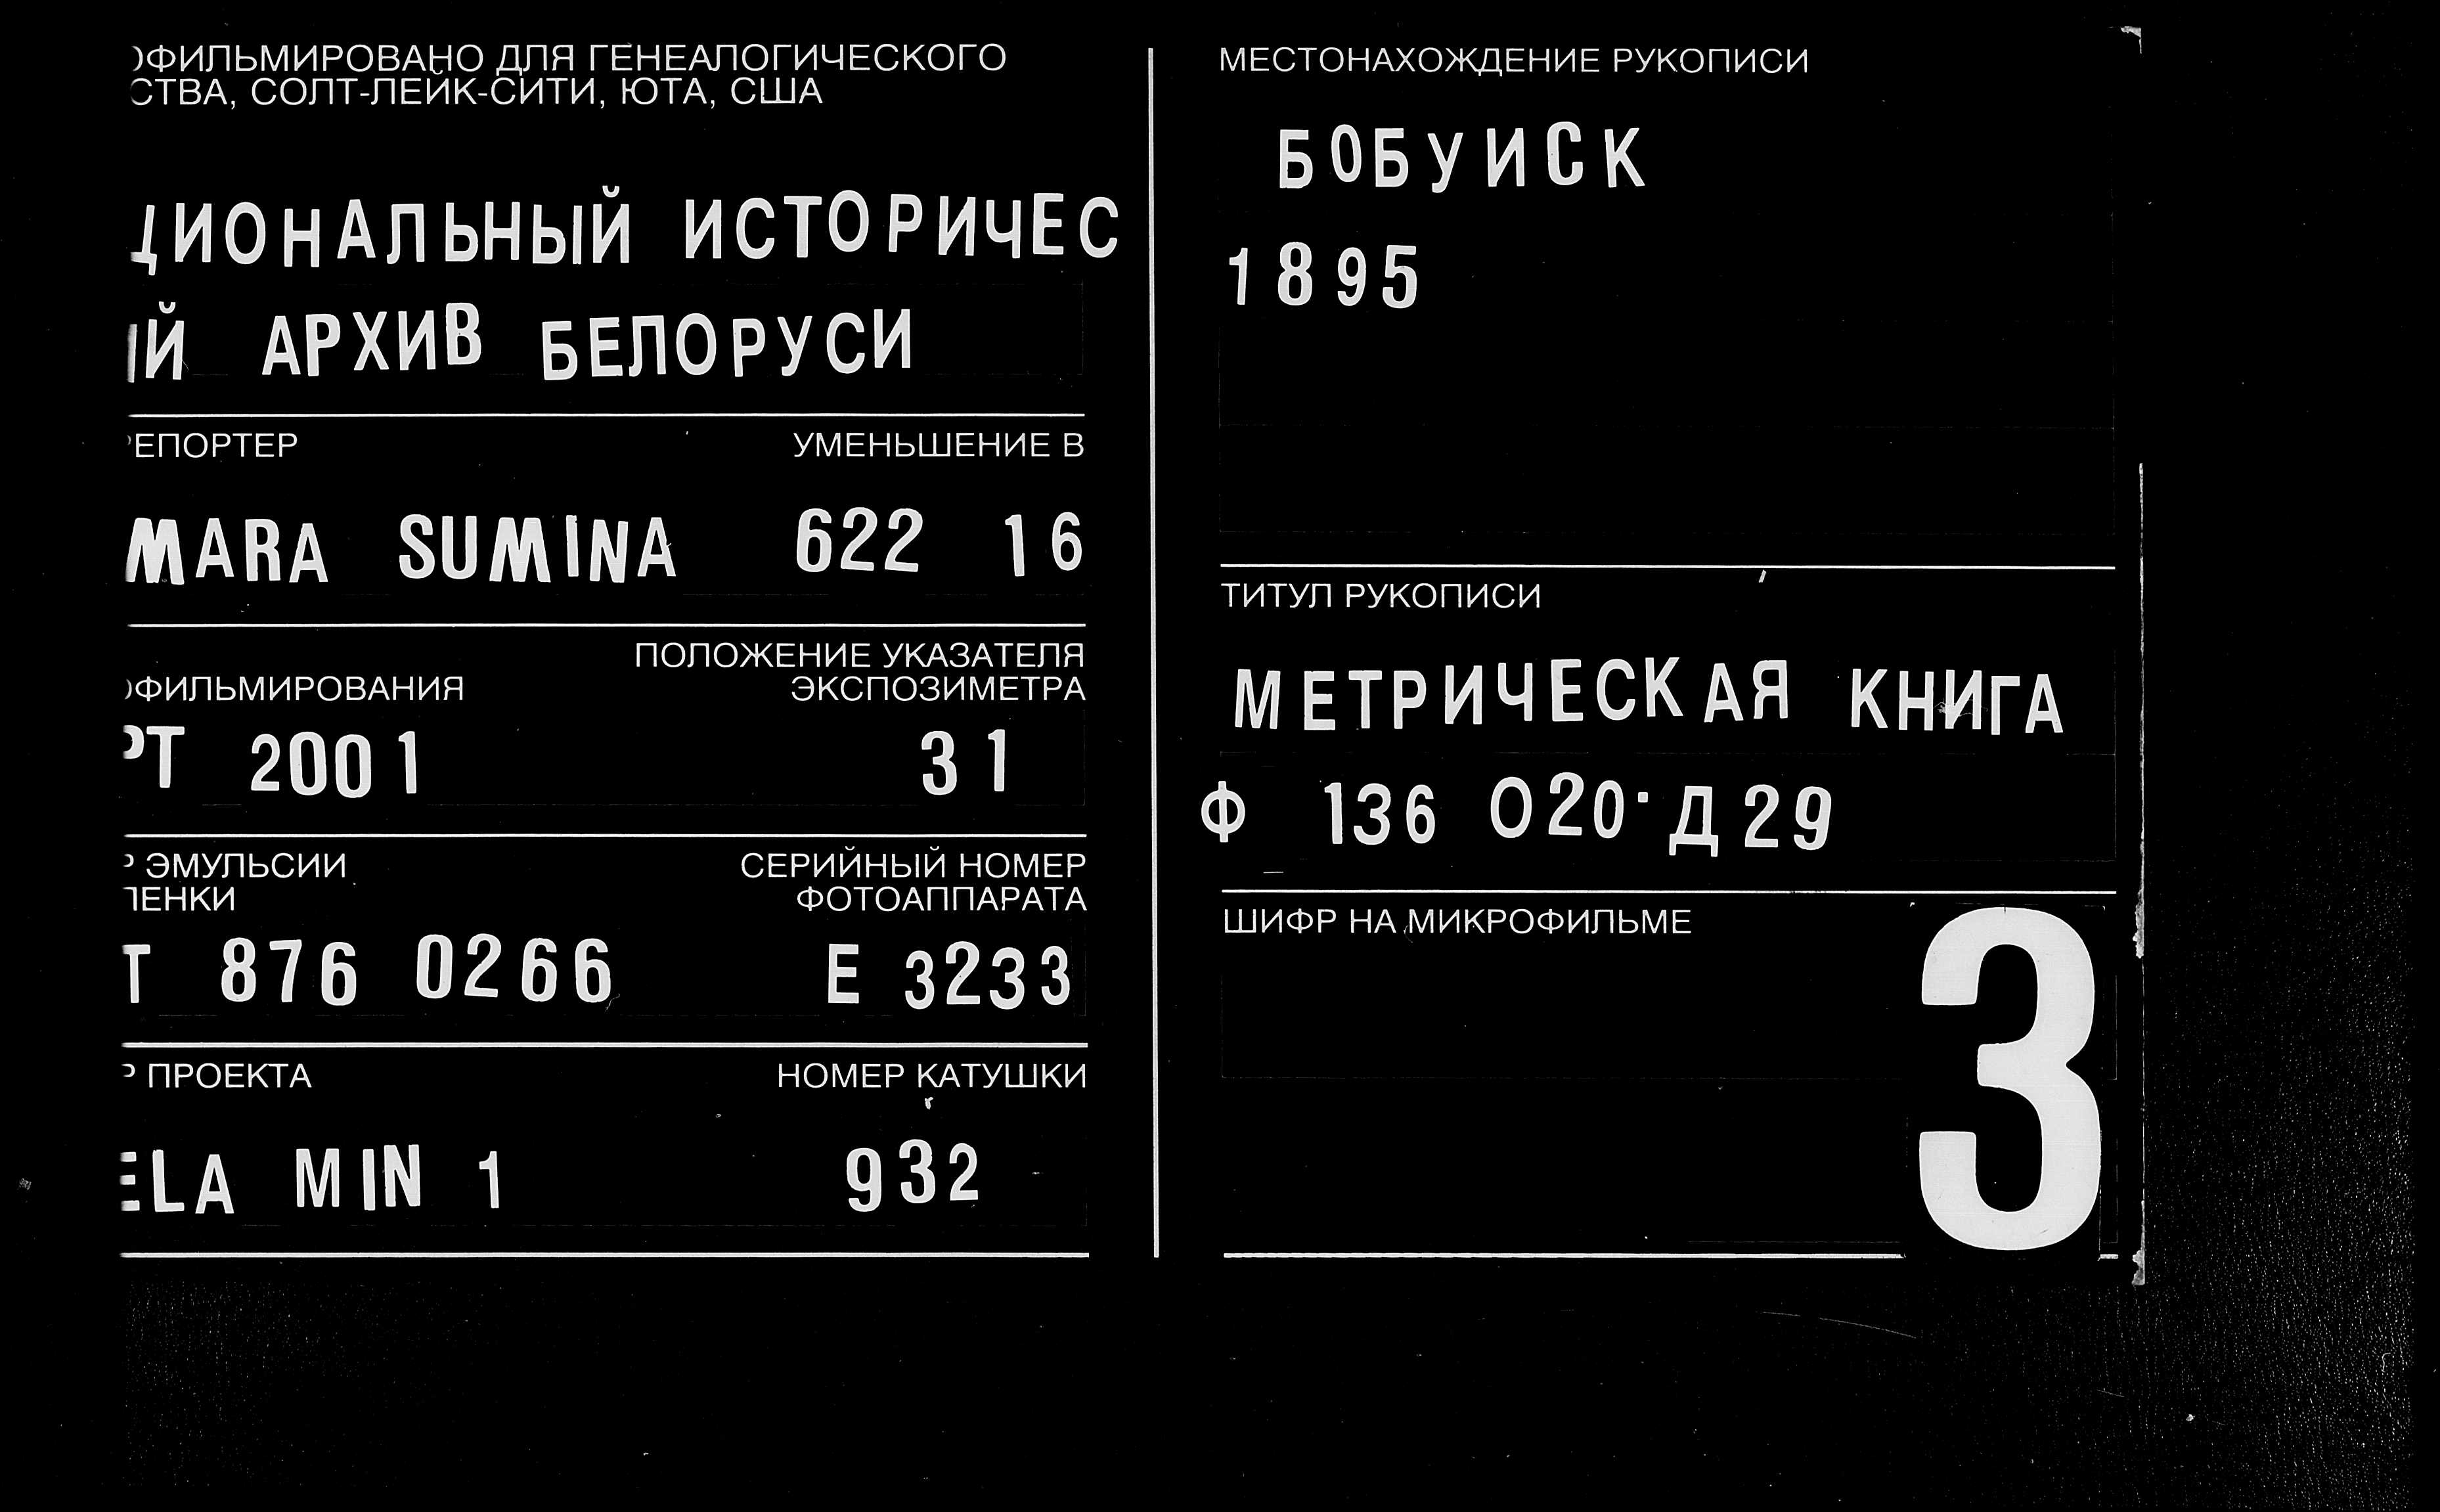 ОФИЛЬМИРОВАНО ДЛЯ ГЕНЕАЛОГИЧЕСКОГО
СТВА, СОЛТ-ЛЕЙК-СИТИ, ЮТА, США
ЦИОНАЛЬНЫЙ ИСТОРИЧЕС
ИЙ АРХИВ БЕЛОРУСИ
РЕПОРТЕР УМЕНЬШЕНИЕ В
MARA SUMINA 622 16
ПОЛОЖЕНИЕ УКАЗАТЕЛЯ
ОФИЛЬМИРОВАНИЯ ЭКСПОЗИМЕТРА
РТ 2001 31
Р ЭМУЛЬСИИ СЕРИЙНЫЙ НОМЕР
ЛЕНКИ ФОТОАППАРАТА
Т 876 0266 Е 3233
Р ПРОЕКТА НОМЕР КАТУШКИ
ELA MIN 1 932
МЕСТОНАХОЖДЕНИЕ РУКОПИСИ
БОБУИСК
1895
ТИТУЛ РУКОПИСИ
МЕТРИЧЕСКАЯ КНИГА
Ф 136 О20· Д29
ШИФР НА МИКРОФИЛЬМЕ
3